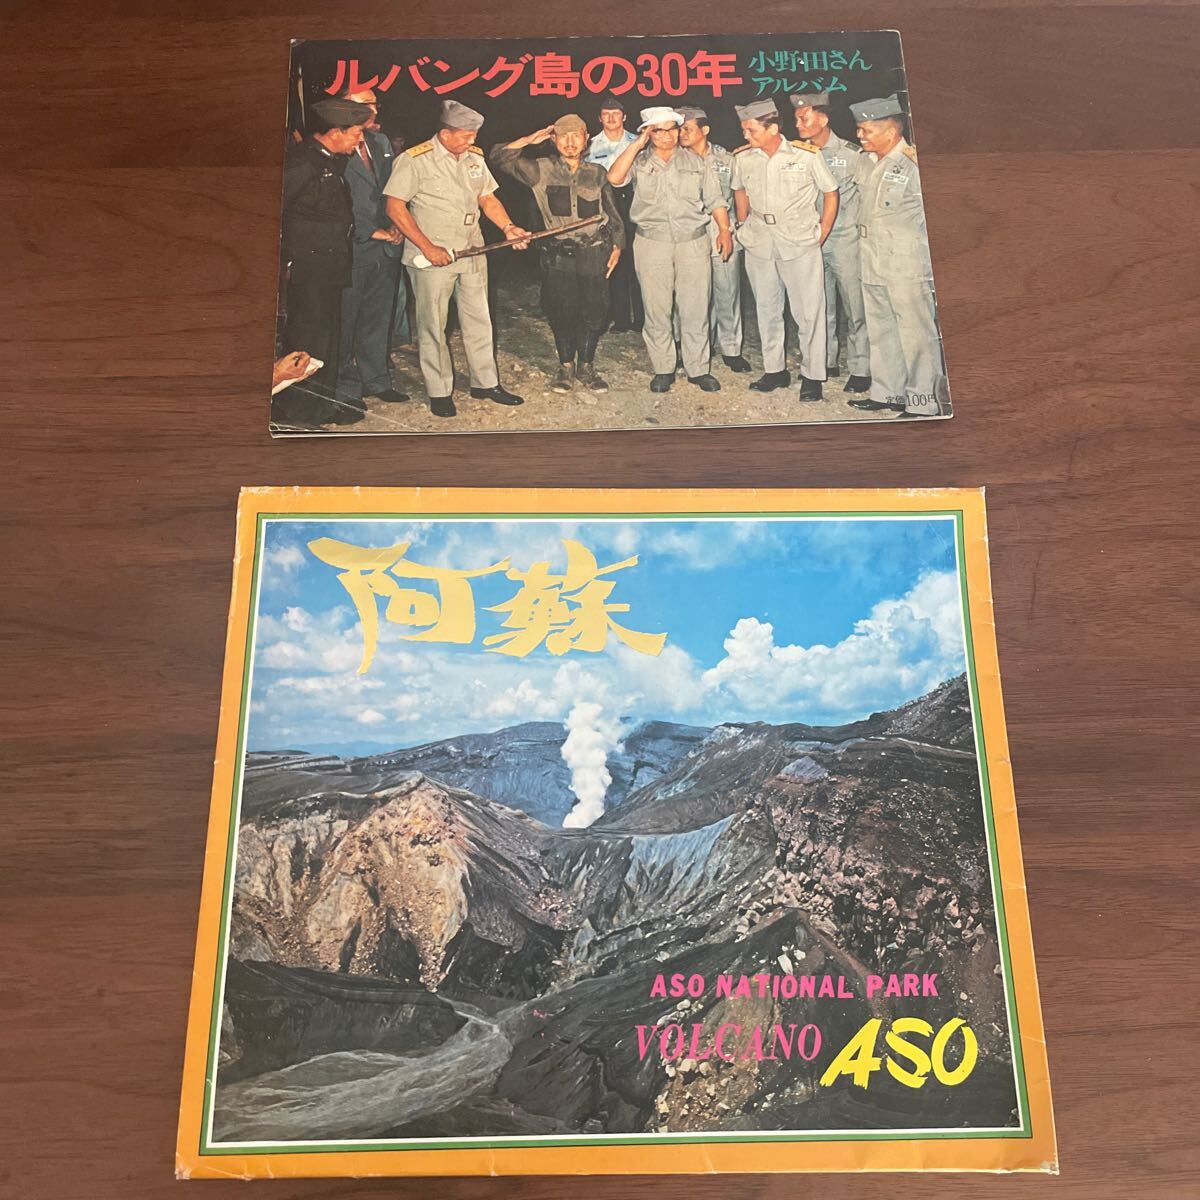 ルバング島の30年
小野田さん
アルバム
定価100円
阿蘇
ASO NATIONAL PARK
VOLCANO ASO